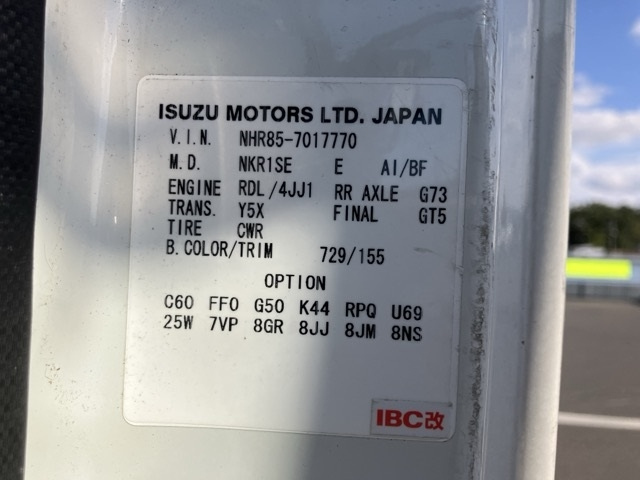 ISUZU MOTORS LTD. JAPAN
V.I.N. NHR85-7017770
M.D. NKR1SE E AI/BF
ENGINE RDL/4JJ1 RR AXLE G73
TRANS. Y5X FINAL GT5
TIRE CWR
B.COLOR/TRIM 729/155
OPTION
C60 FF0 G50 K44 RPQ U69
25W 7VP 8GR 8JJ 8JM 8NS
IBC改